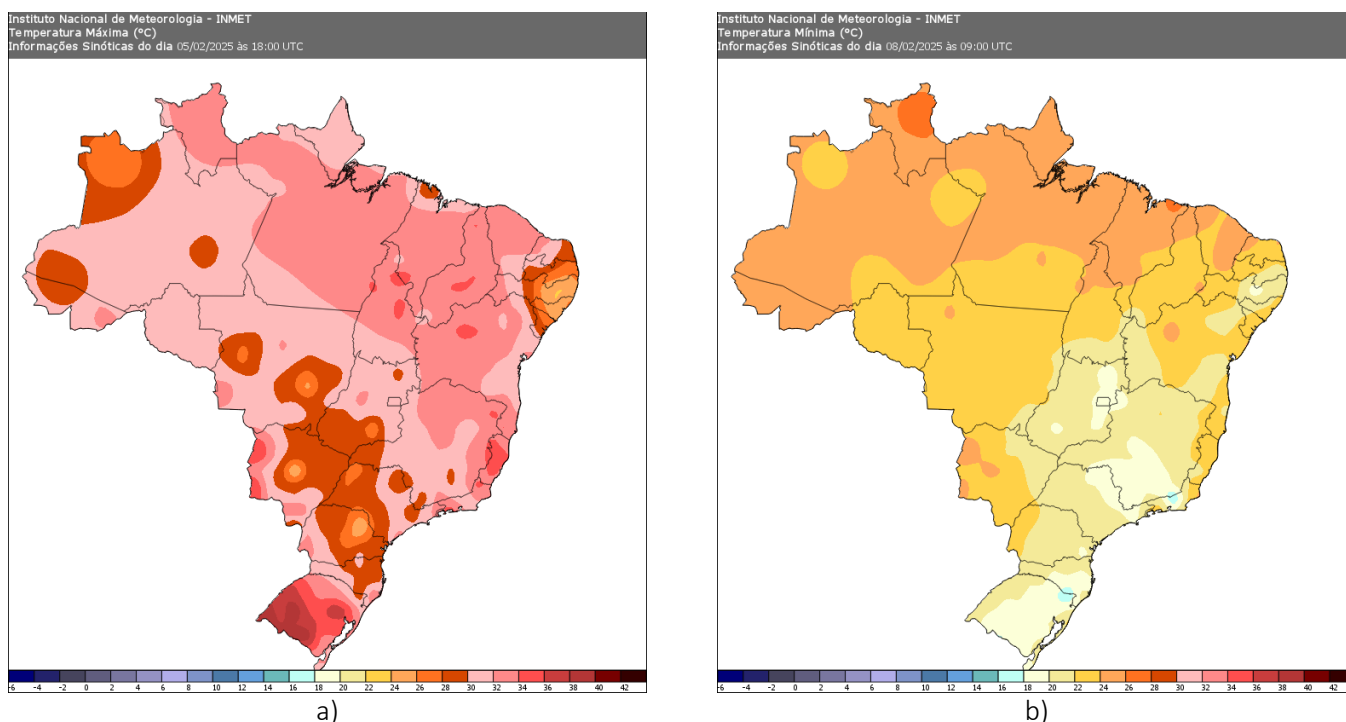 Instituto Nacional de Meteorologia - INMET
Temperatura Máxima (ºC)
Informações Sinóticas do dia 05/02/2025 às 18:00 UTC
-6 -4 -2 0 2 4 6 8 10 12 14 16 18 20 22 24 26 28 30 32 34 36 38 40 42
a)
Instituto Nacional de Meteorologia - INMET
Temperatura Mínima (ºC)
Informações Sinóticas do dia 08/02/2025 às 09:00 UTC
-6 -4 -2 0 2 4 6 8 10 12 14 16 18 20 22 24 26 28 30 32 34 36 38 40 42
b)